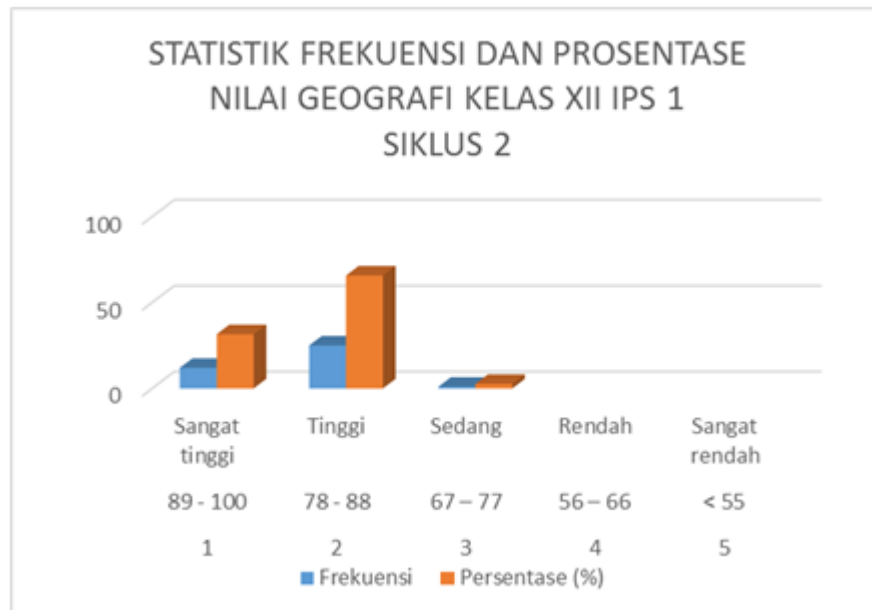 STATISTIK FREKUENSI DAN PROSENTASE
NILAI GEOGRAFI KELAS XII IPS 1
SIKLUS 2
100
50
0
Sangat tinggi
Tinggi
Sedang
Rendah
Sangat rendah
89 - 100
78 - 88
67 – 77
56 – 66
< 55
1
2
3
4
5
Frekuensi
Persentase (%)